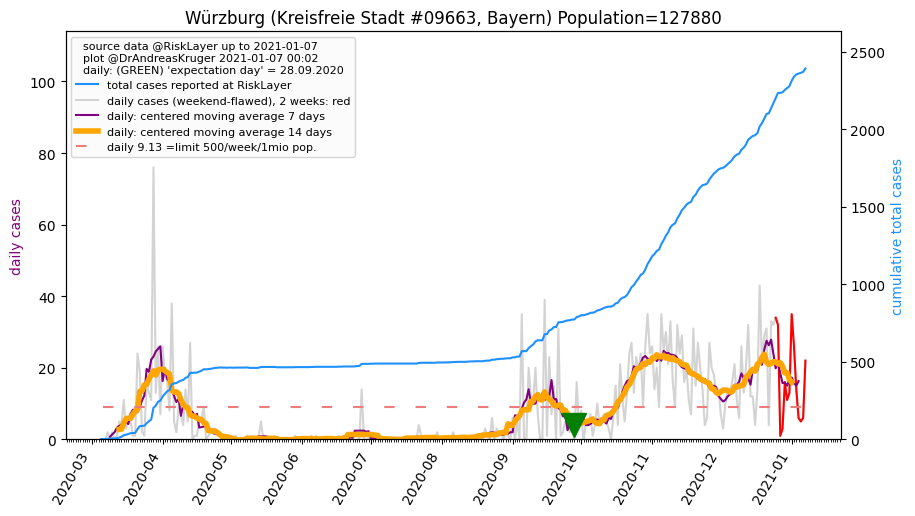 Würzburg (Kreisfreie Stadt #09663, Bayern) Population=127880
source data @RiskLayer up to 2021-01-07
plot @DrAndreasKruger 2021-01-07 00:02
daily: (GREEN) 'expectation day' = 28.09.2020
total cases reported at RiskLayer
daily cases (weekend-flawed), 2 weeks: red
daily: centered moving average 7 days
daily: centered moving average 14 days
daily 9.13 =limit 500/week/1mio pop.
daily cases
100
80
60
40
20
0
cumulative total cases
2500
2000
1500
1000
500
0
2020-03
2020-04
2020-05
2020-06
2020-07
2020-08
2020-09
2020-10
2020-11
2020-12
2021-01